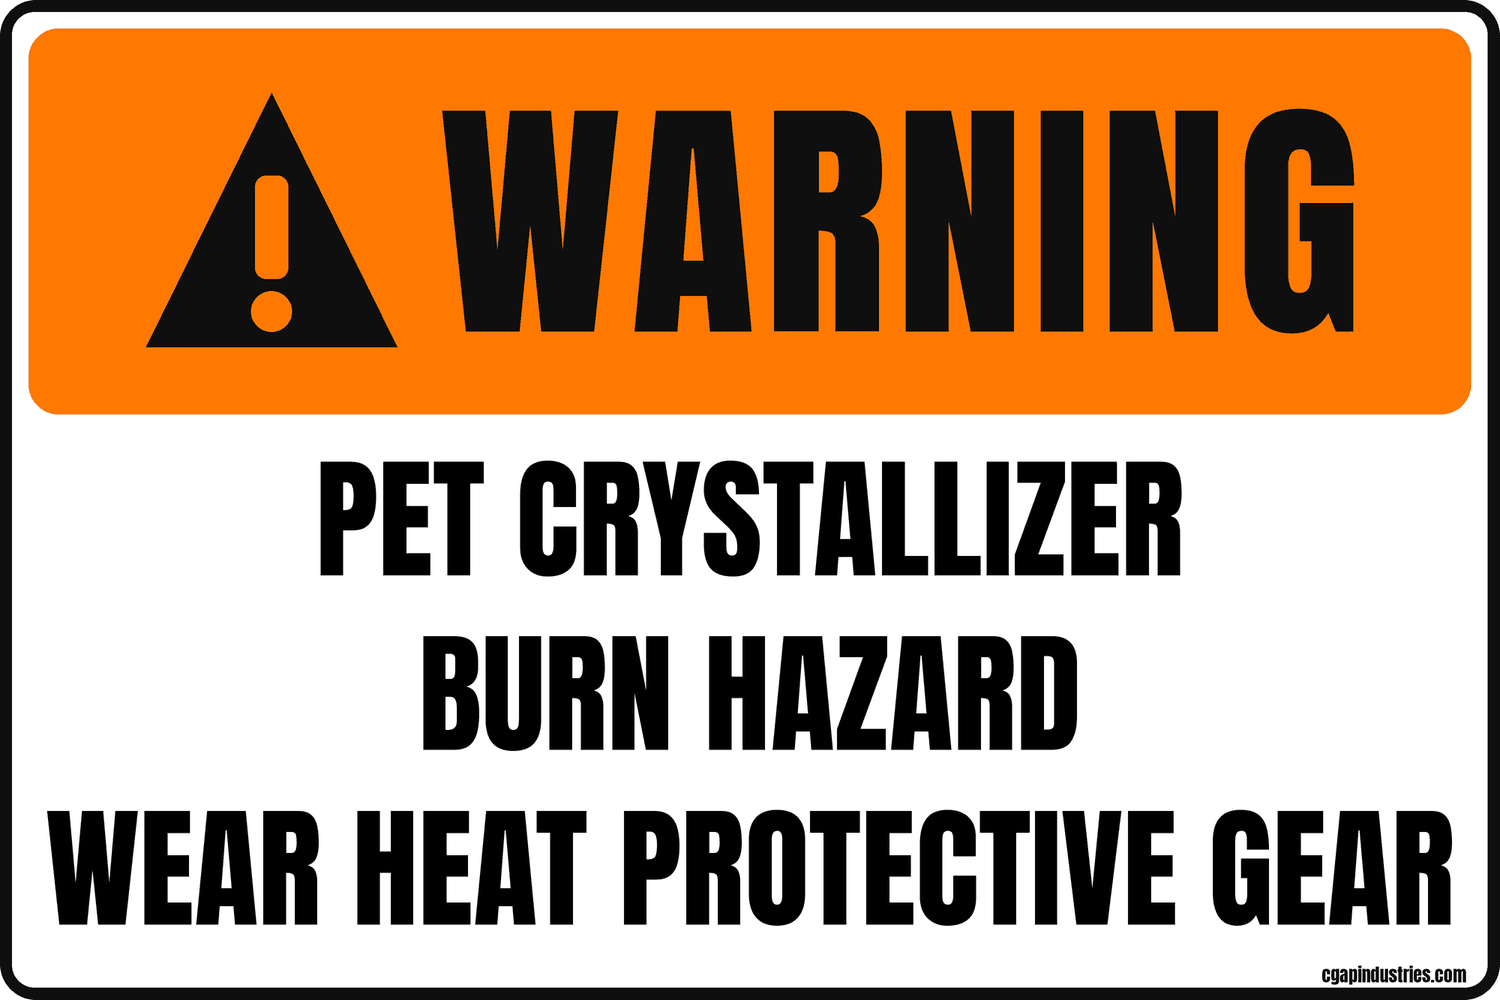 WARNING
PET CRYSTALLIZER
BURN HAZARD
WEAR HEAT PROTECTIVE GEAR
cgapindustries.com